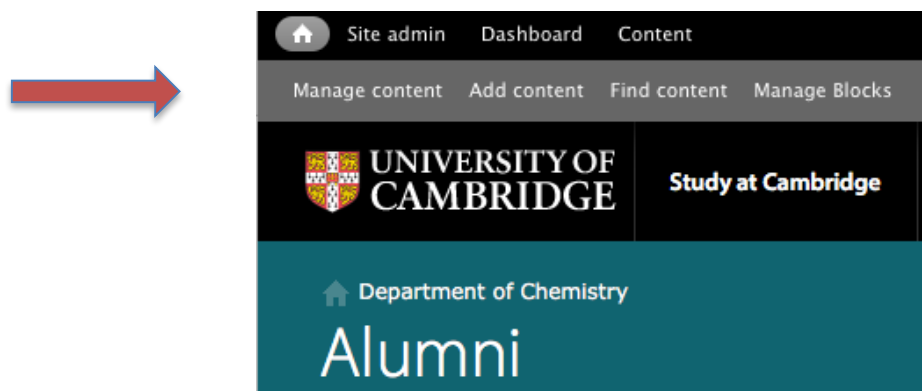 Site admin Dashboard Content
Manage content Add content Find content Manage Blocks
UNIVERSITY OF
CAMBRIDGE
Study at Cambridge
Department of Chemistry
Alumni